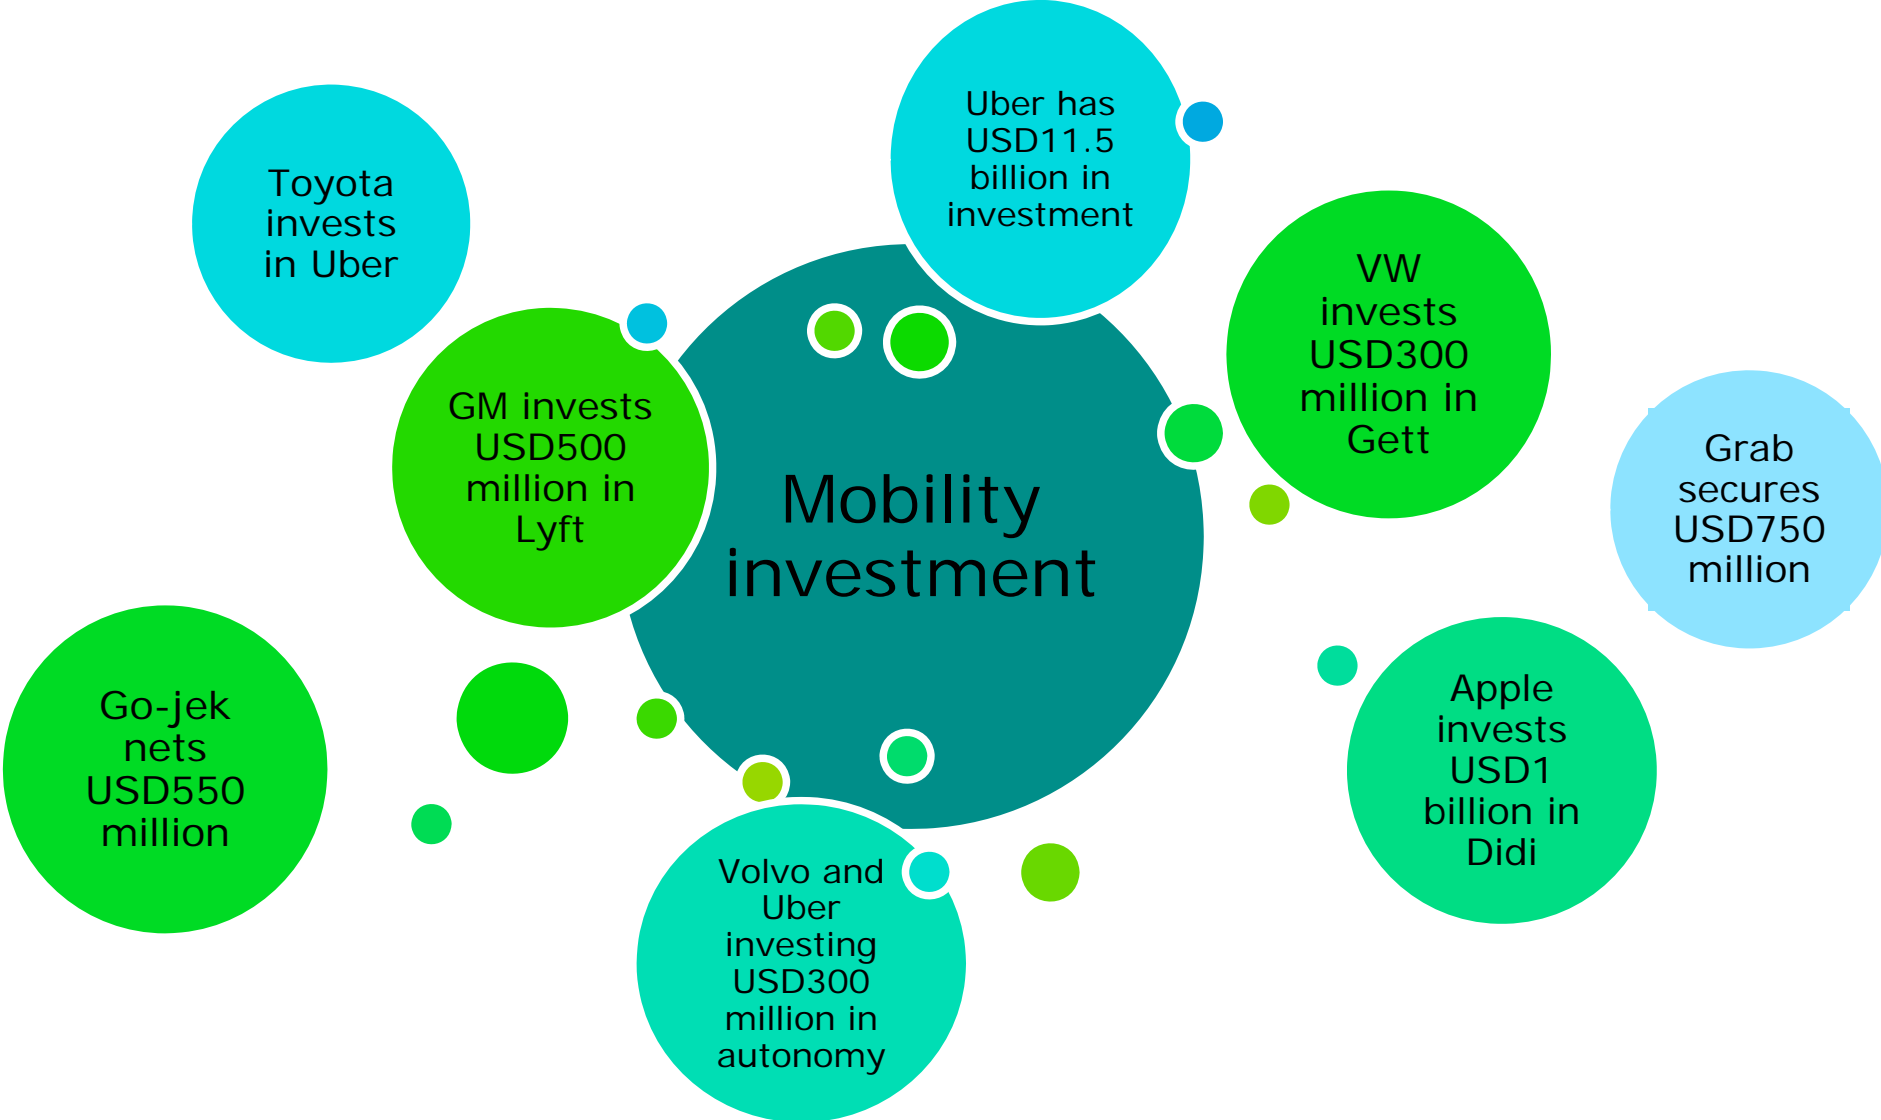 Uber has
USD11.5
billion in
investment
Toyota
invests
in Uber
VW
invests
USD300
million in
Gett
GM invests
USD500
million in
Lyft
Grab
secures
USD750
million
Mobility
investment
Go-jek
nets
USD550
million
Apple
invests
USD1
billion in
Didi
Volvo and
Uber
investing
USD300
million in
autonomy